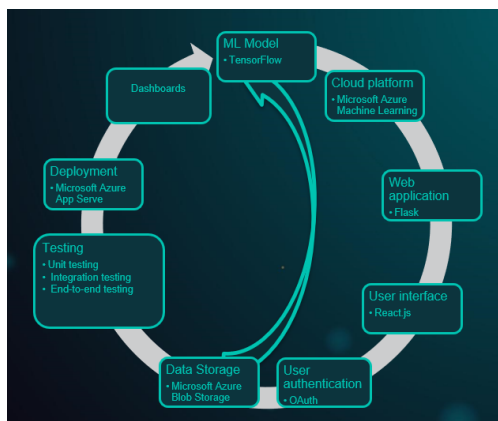 ML Model
• TensorFlow
Cloud platform
• Microsoft Azure
Machine Learning
Web
application
• Flask
User interface
• React.js
User
authentication
• OAuth
Data Storage
• Microsoft Azure
Blob Storage
Testing
• Unit testing
• Integration testing
• End-to-end testing
Deployment
• Microsoft Azure
App Serve
Dashboards